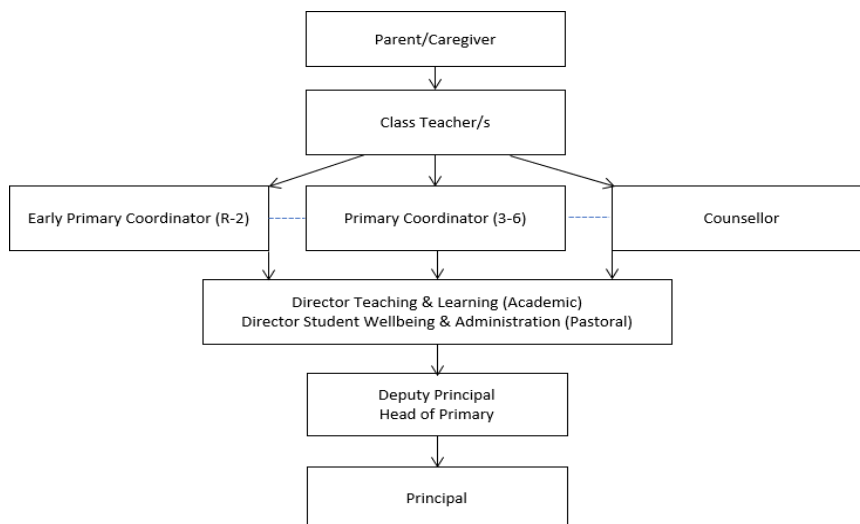 Parent/Caregiver
Class Teacher/s
Early Primary Coordinator (R-2)
Primary Coordinator (3-6)
Counsellor
Director Teaching & Learning (Academic)
Director Student Wellbeing & Administration (Pastoral)
Deputy Principal
Head of Primary
Principal